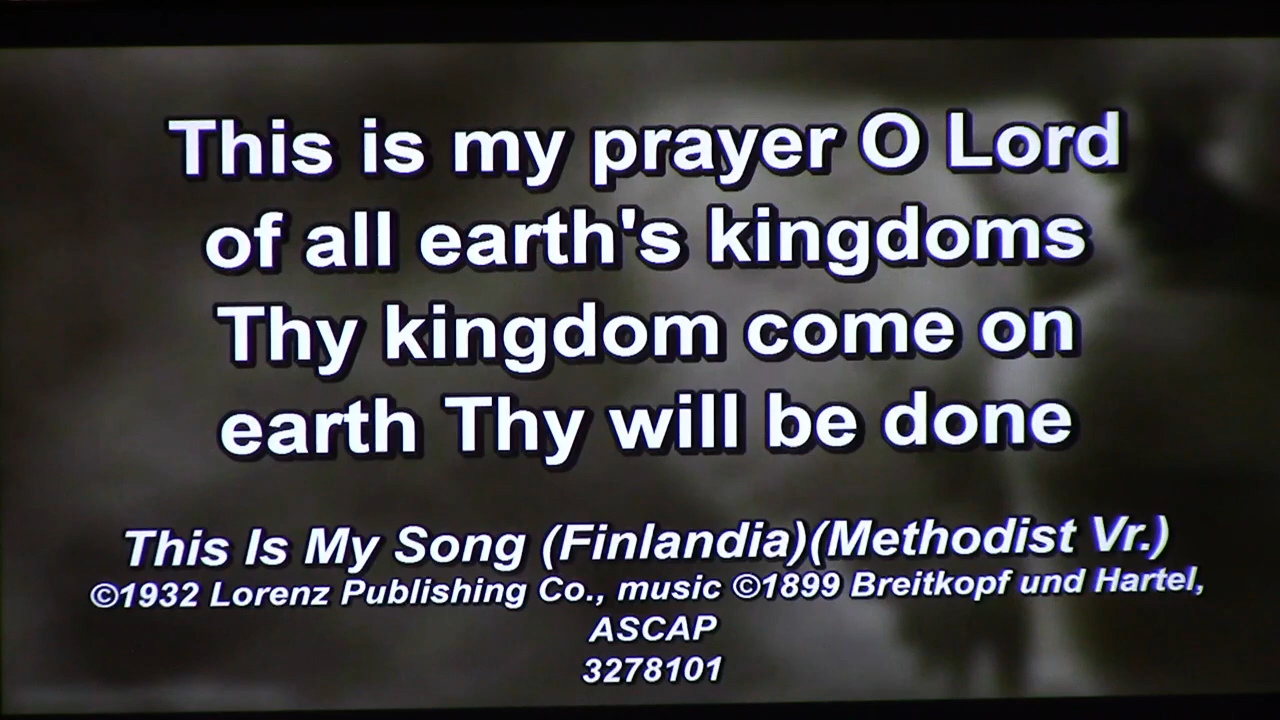 This is my prayer O Lord
of all earth's kingdoms
Thy kingdom come on
earth Thy will be done
This Is My Song (Finlandia)(Methodist Vr.)
©1932 Lorenz Publishing Co., music ©1899 Breitkopf und Hartel,
ASCAP
3278101